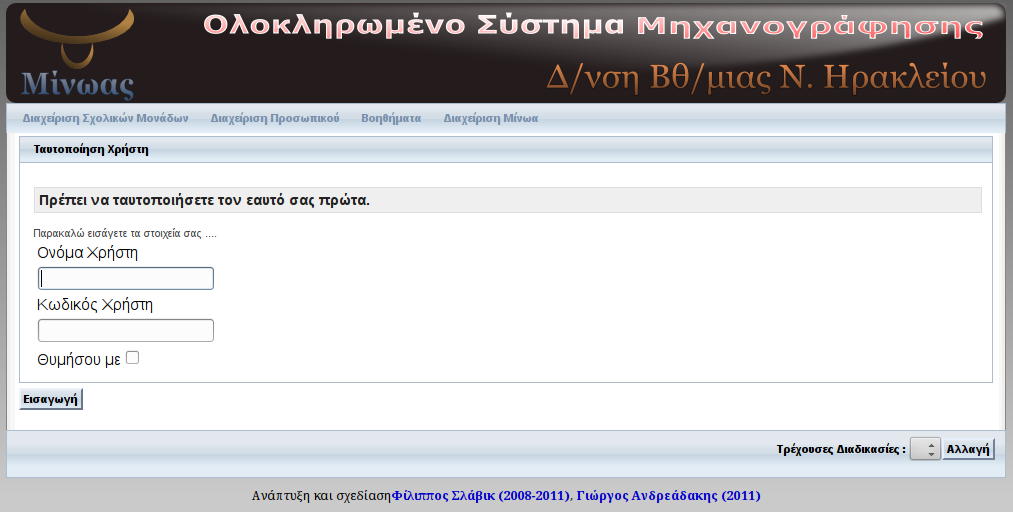 Ολοκληρωμένο Σύστημα Μηχανογράφησης
Μίνωας
Δ/νση Βθ/μιας Ν. Ηρακλείου
Διαχείριση Σχολικών Μονάδων Διαχείριση Προσωπικού Βοηθήματα Διαχείριση Μίνωα
Ταυτοποίηση Χρήστη
Πρέπει να ταυτοποιήσετε τον εαυτό σας πρώτα.
Παρακαλώ εισάγετε τα στοιχεία σας ....
Ονόμα Χρήστη
Κωδικός Χρήστη
Θυμήσου με
Εισαγωγή
Τρέχουσες Διαδικασίες : Αλλαγή
Ανάπτυξη και σχεδίασηΦίλιππος Σλάβικ (2008-2011), Γιώργος Ανδρεάδακης (2011)